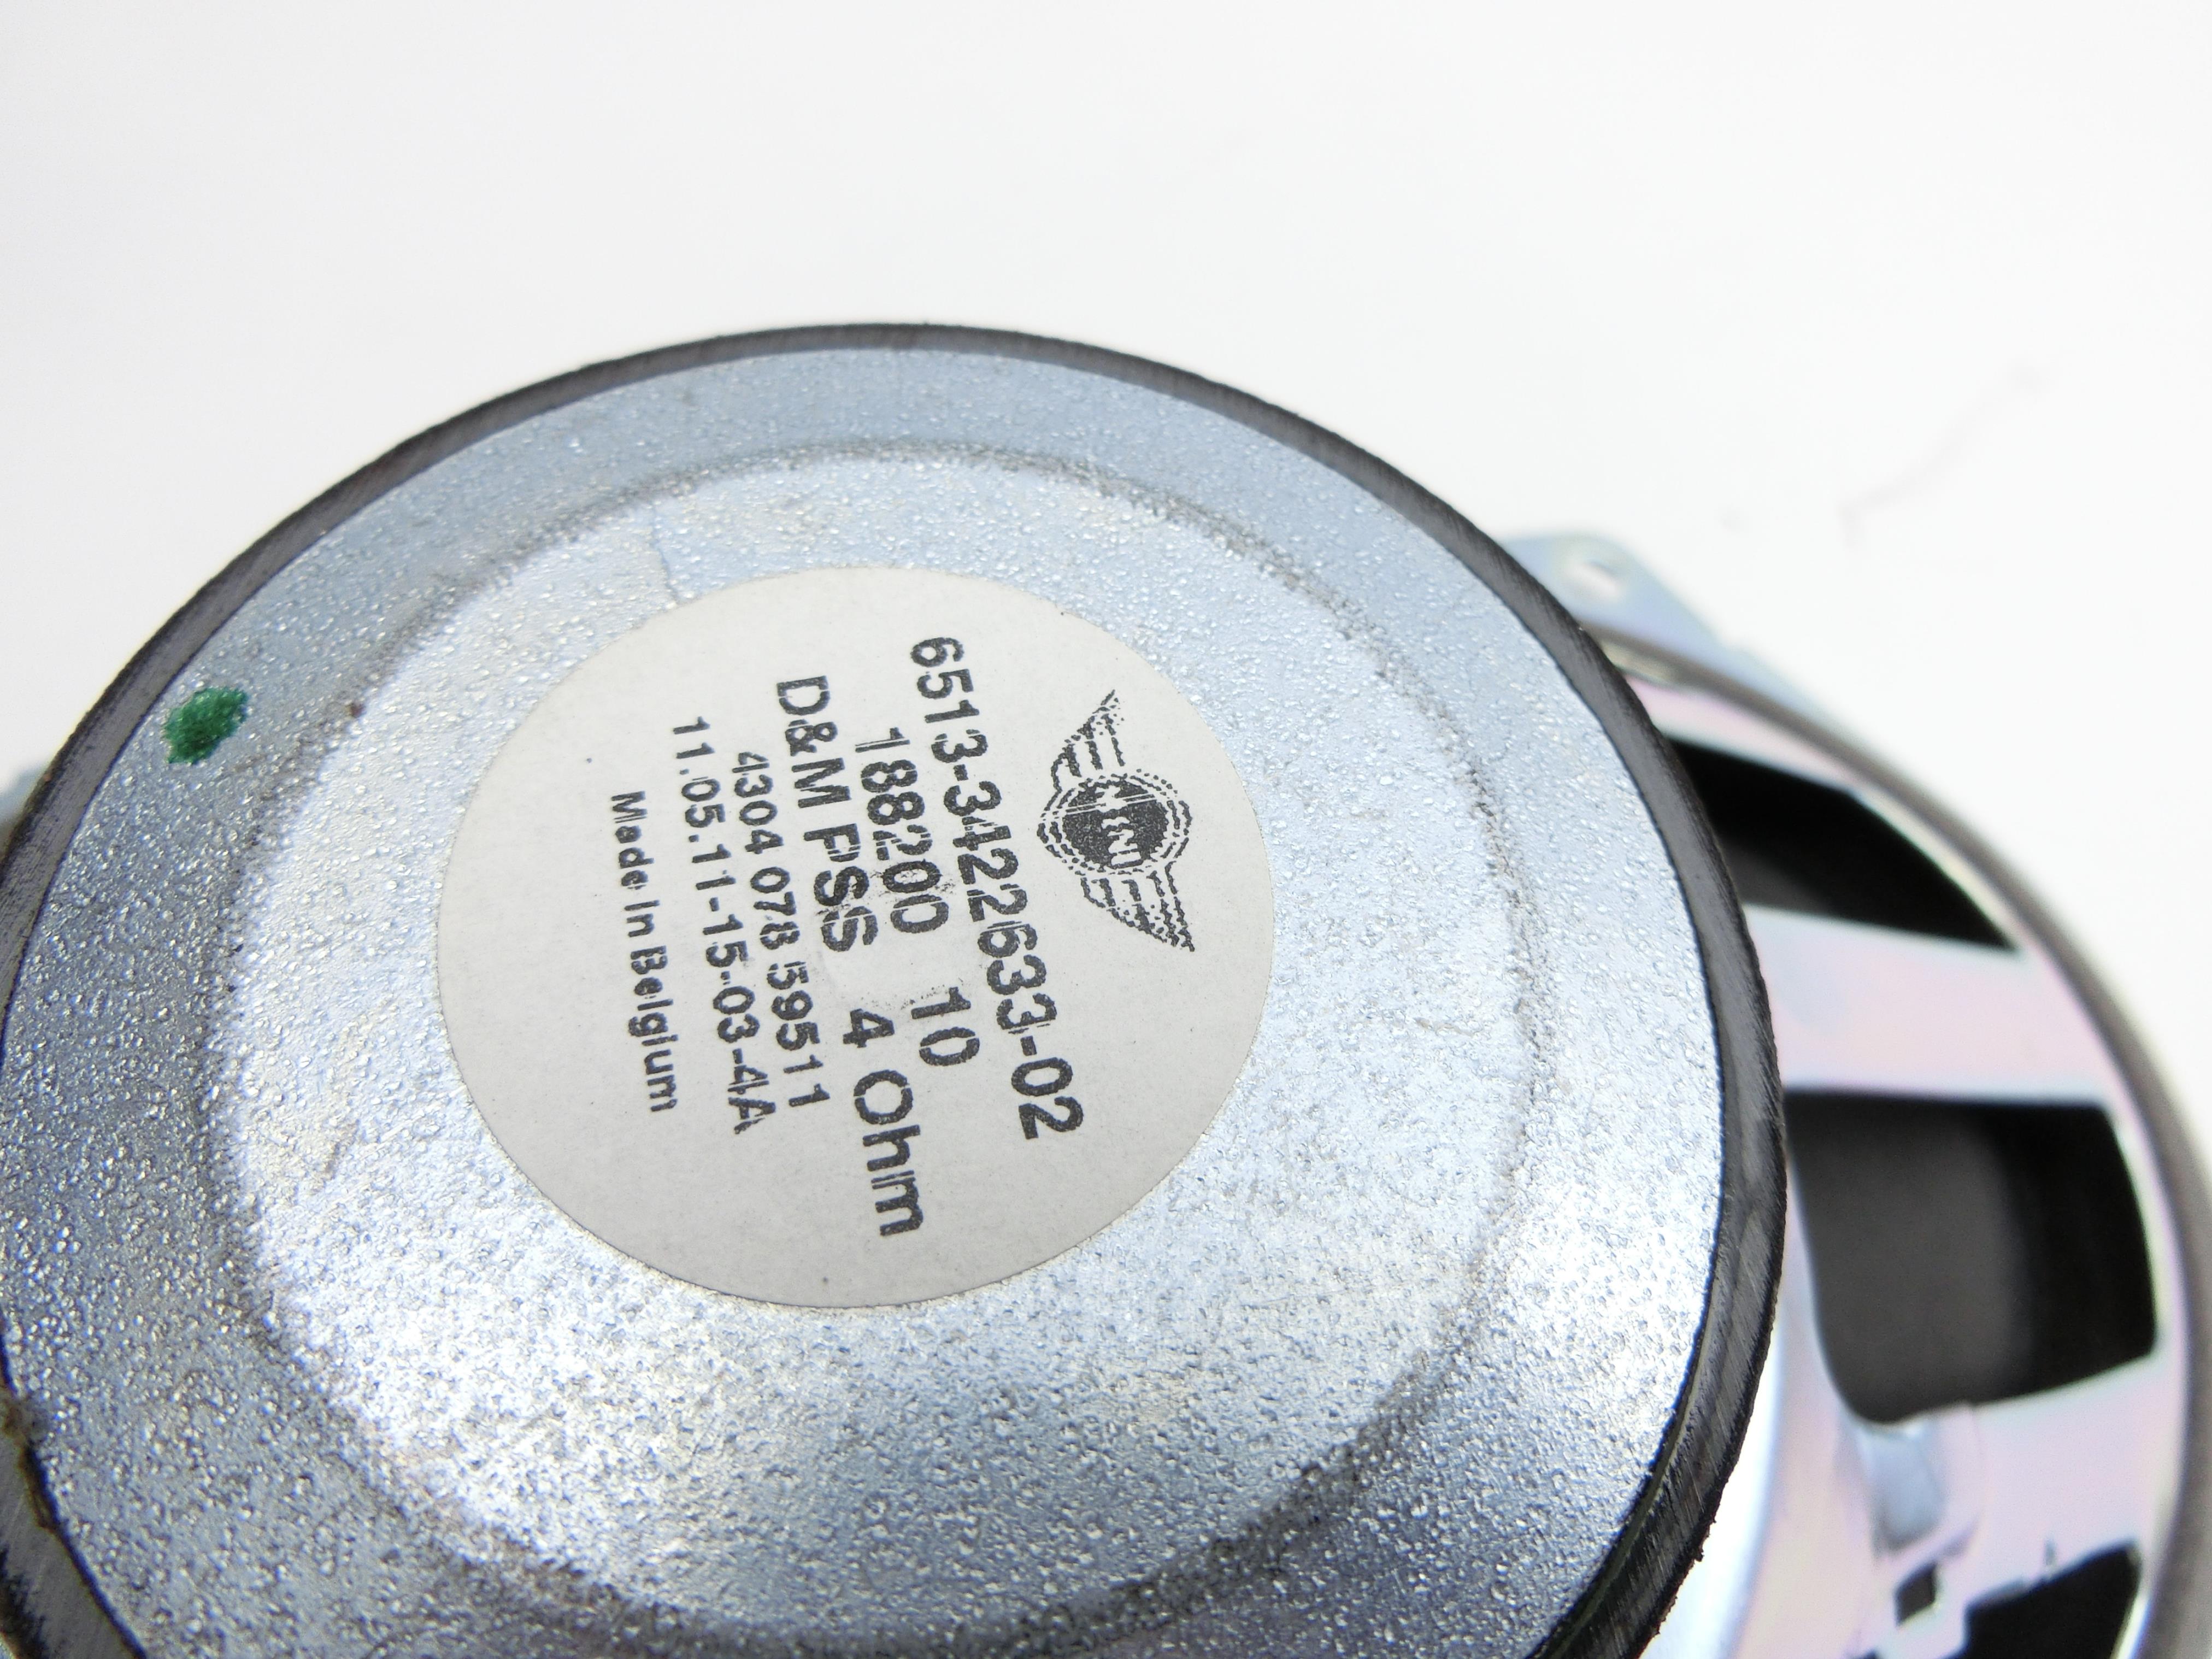 MINI
6513-3422633-02
188200 10
D&M PSS 4 Ohm
4304 078 59511
11.05.11-15-03-4A
Made In Belgium